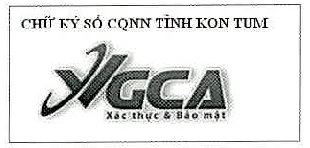 CHỮ KÝ SỐ CQNN TỈNH KON TUM
VGCA
Xác thực & Bảo mật